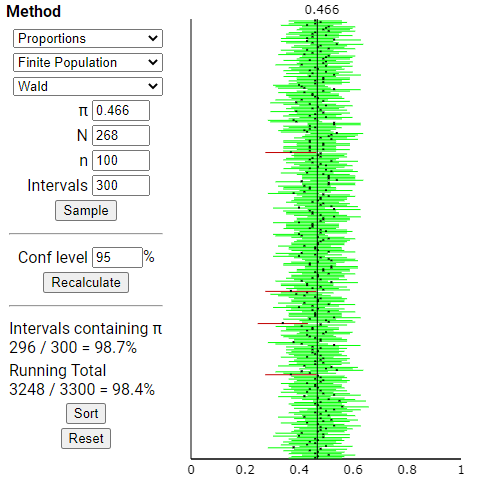 Method
Proportions
Finite Population
Wald
π 0.466
N 268
n 100
Intervals 300
Sample
Conf level 95 %
Recalculate
Intervals containing π
296 / 300 = 98.7%
Running Total
3248 / 3300 = 98.4%
Sort
Reset
0.466
0 0.2 0.4 0.6 0.8 1